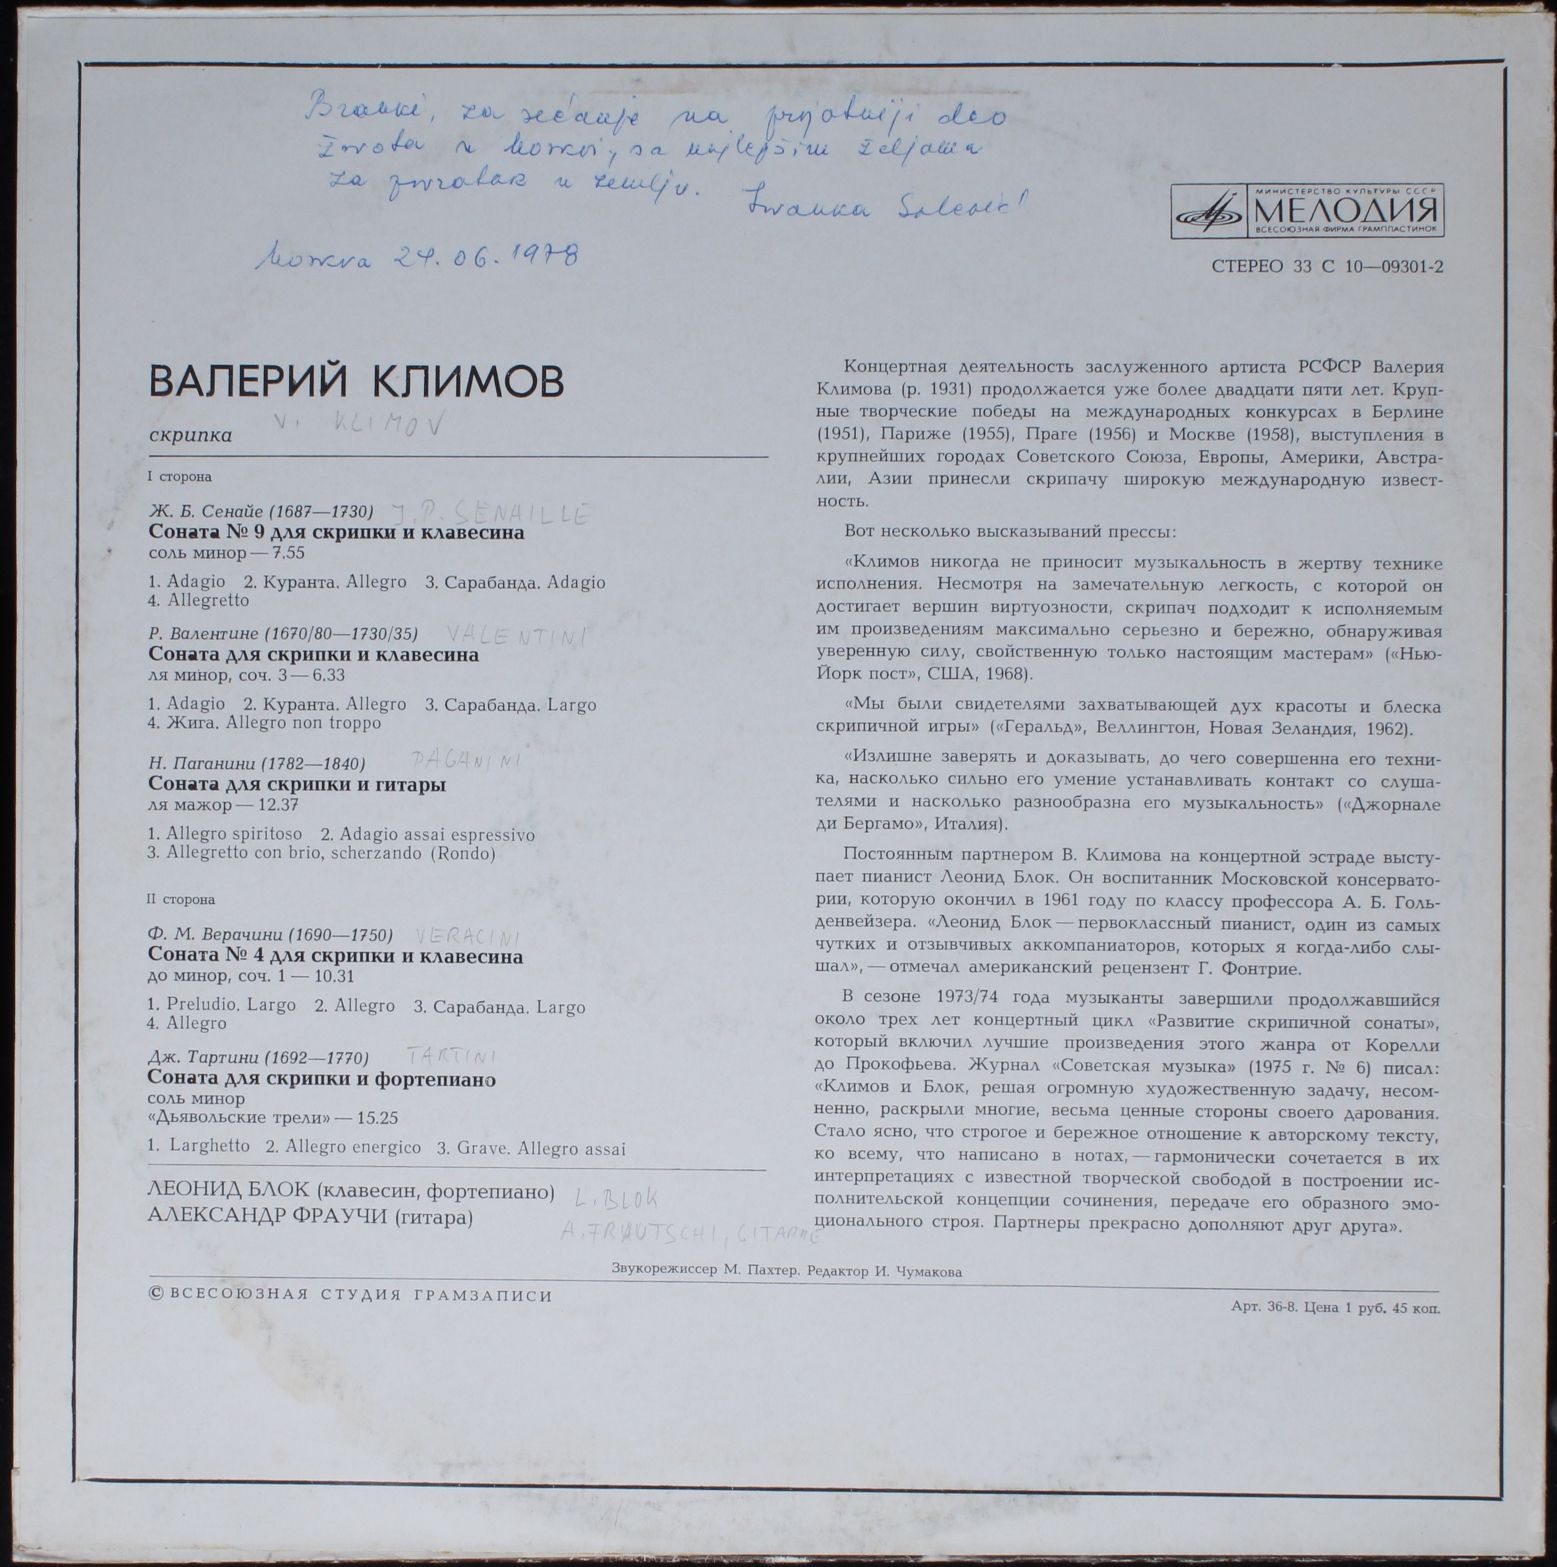 Branki, za sećanje na prijatniji deo
života u Moskvi, sa najlepšim željama
za povratak u zemlju. Ivanka
Moskva 24.06.1978
МИНИСТЕРСТВО КУЛЬТУРЫ СССР
МЕЛОДИЯ
ВСЕСОЮЗНАЯ ФИРМА ГРАМПЛАСТИНОК
СТЕРЕО 33 С 10—09301-2
ВАЛЕРИЙ КЛИМОВ
V. KLIMOV
скрипка
I сторона
Ж. Б. Сенайе (1687—1730) J. P. SENAILLE
Соната № 9 для скрипки и клавесина
соль минор — 7.55
1. Adagio 2. Куранта. Allegro 3. Сарабанда. Adagio
4. Allegretto
Р. Валентине (1670/80—1730/35) VALENTINI
Соната для скрипки и клавесина
ля минор, соч. 3 — 6.33
1. Adagio 2. Куранта. Allegro 3. Сарабанда. Largo
4. Жига. Allegro non troppo
Н. Паганини (1782—1840) PAGANINI
Соната для скрипки и гитары
ля мажор — 12.37
1. Allegro spiritoso 2. Adagio assai espressivo
3. Allegretto con brio, scherzando (Rondo)
II сторона
Ф. М. Верачини (1690—1750) VERACINI
Соната № 4 для скрипки и клавесина
до минор, соч. 1 — 10.31
1. Preludio. Largo 2. Allegro 3. Сарабанда. Largo
4. Allegro
Дж. Тартини (1692—1770) TARTINI
Соната для скрипки и фортепиано
соль минор
«Дьявольские трели» — 15.25
1. Larghetto 2. Allegro energico 3. Grave. Allegro assai
ЛЕОНИД БЛОК (клавесин, фортепиано) L. BLOK
АЛЕКСАНДР ФРАУЧИ (гитара)
A. FRAUTSCHI, GITARRE
Концертная деятельность заслуженного артиста РСФСР Валерия
Климова (р. 1931) продолжается уже более двадцати пяти лет. Круп-
ные творческие победы на международных конкурсах в Берлине
(1951), Париже (1955), Праге (1956) и Москве (1958), выступления в
крупнейших городах Советского Союза, Европы, Америки, Австра-
лии, Азии принесли скрипачу широкую международную извест-
ность.
Вот несколько высказываний прессы:
«Климов никогда не приносит музыкальность в жертву технике
исполнения. Несмотря на замечательную легкость, с которой он
достигает вершин виртуозности, скрипач подходит к исполняемым
им произведениям максимально серьезно и бережно, обнаруживая
уверенную силу, свойственную только настоящим мастерам» («Нью-
Йорк пост», США, 1968).
«Мы были свидетелями захватывающей дух красоты и блеска
скрипичной игры» («Геральд», Веллингтон, Новая Зеландия, 1962).
«Излишне заверять и доказывать, до чего совершенна его техни-
ка, насколько сильно его умение устанавливать контакт со слуша-
телями и насколько разнообразна его музыкальность» («Джорнале
ди Бергамо», Италия).
Постоянным партнером В. Климова на концертной эстраде высту-
пает пианист Леонид Блок. Он воспитанник Московской консервато-
рии, которую окончил в 1961 году по классу профессора А. Б. Голь-
денвейзера. «Леонид Блок — первоклассный пианист, один из самых
чутких и отзывчивых аккомпаниаторов, которых я когда-либо слы-
шал», — отмечал американский рецензент Г. Фонтрие.
В сезоне 1973/74 года музыканты завершили продолжавшийся
около трех лет концертный цикл «Развитие скрипичной сонаты»,
который включил лучшие произведения этого жанра от Корелли
до Прокофьева. Журнал «Советская музыка» (1975 г. № 6) писал:
«Климов и Блок, решая огромную художественную задачу, несом-
ненно, раскрыли многие, весьма ценные стороны своего дарования.
Стало ясно, что строгое и бережное отношение к авторскому тексту,
ко всему, что написано в нотах, — гармонически сочетается в их
интерпретациях с известной творческой свободой в построении ис-
полнительской концепции сочинения, передаче его образного эмо-
ционального строя. Партнеры прекрасно дополняют друг друга».
Звукорежиссер М. Пахтер. Редактор И. Чумакова
© ВСЕСОЮЗНАЯ СТУДИЯ ГРАМЗАПИСИ
Арт. 36-8. Цена 1 руб. 45 коп.